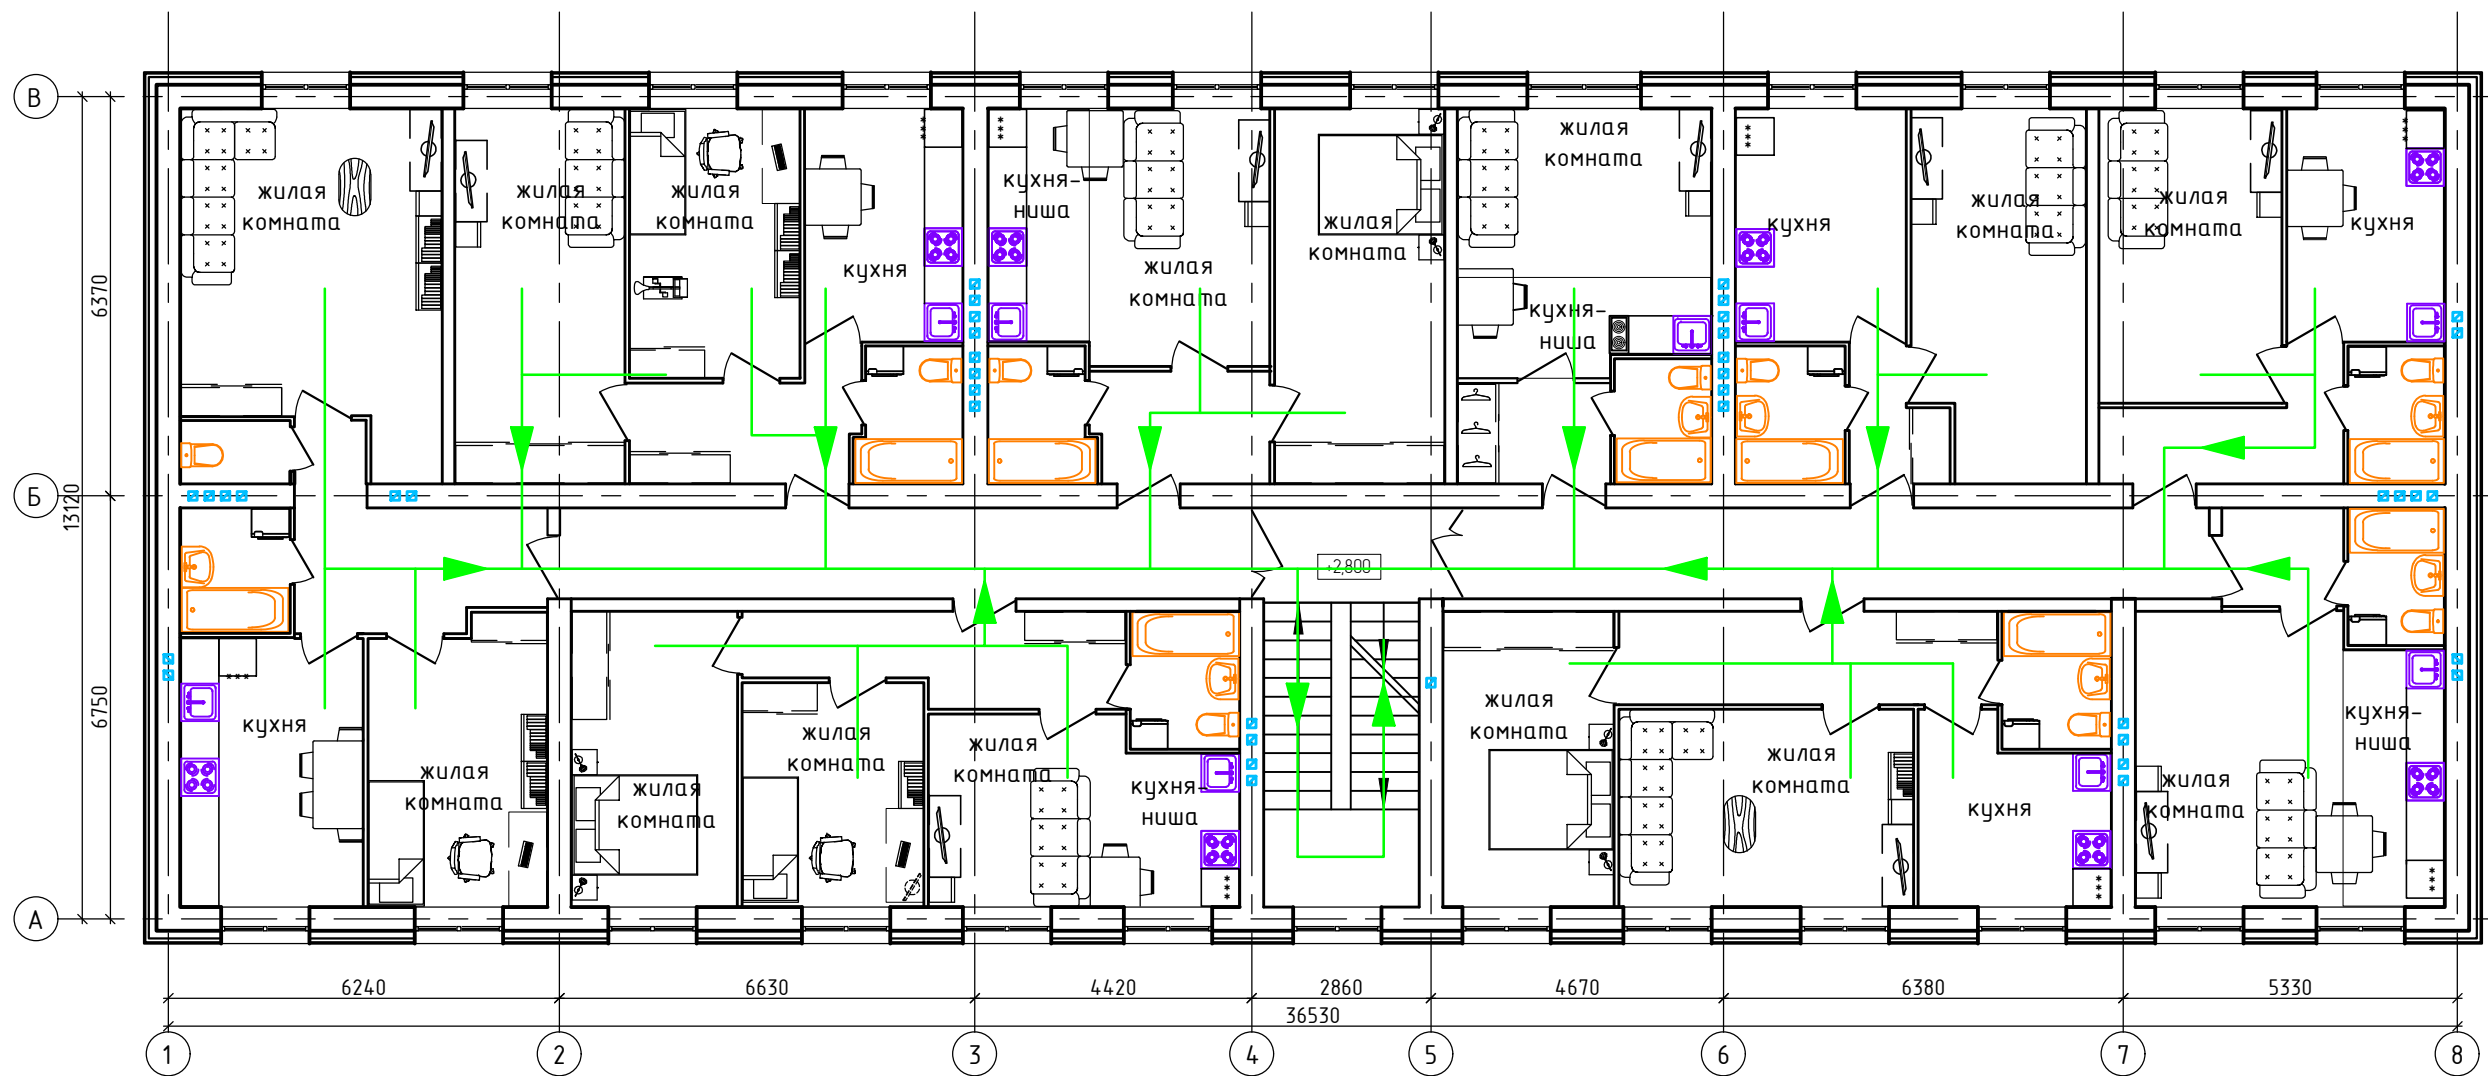 В
Б
А
6370
13120
6750
жилая
комната
жилая
комната
жилая
комната
кухня
кухня-
ниша
жилая
комната
жилая
комната
жилая
комната
кухня-
ниша
кухня
жилая
комната
жилая
комната
кухня
+2,800
кухня
жилая
комната
жилая
комната
жилая
комната
жилая
комната
кухня-
ниша
жилая
комната
жилая
комната
кухня
жилая
комната
кухня-
ниша
6240
6630
4420
2860
4670
6380
5330
36530
1
2
3
4
5
6
7
8